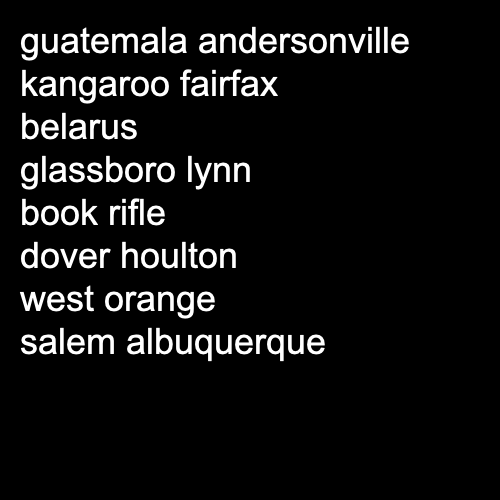 guatemala andersonville
kangaroo fairfax
belarus
glassboro lynn
book rifle
dover houlton
west orange
salem albuquerque